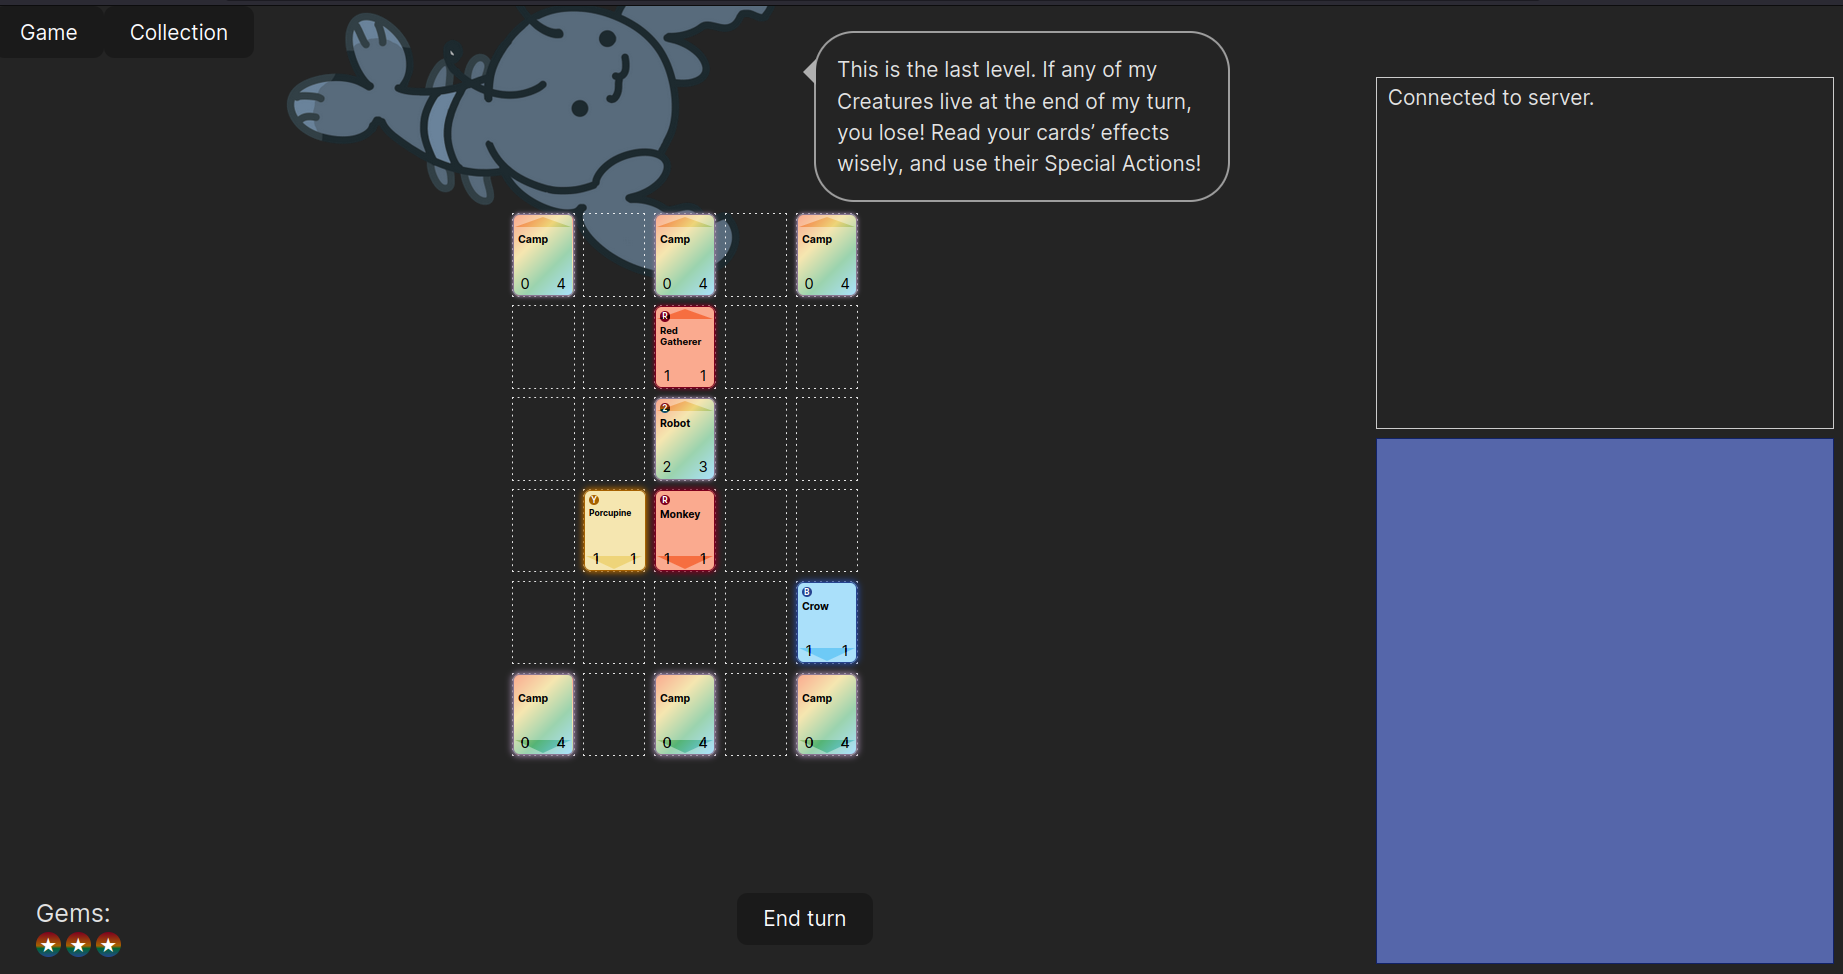 Game
Collection
This is the last level. If any of my
Creatures live at the end of my turn,
you lose! Read your cards’ effects
wisely, and use their Special Actions!
Connected to server.
Camp
0 4
Camp
0 4
Camp
0 4
R
Red
Gatherer
1 1
2
Robot
2 3
Y
Porcupine
1 1
R
Monkey
1 1
B
Crow
1 1
Camp
0 4
Camp
0 4
Camp
0 4
Gems:
End turn